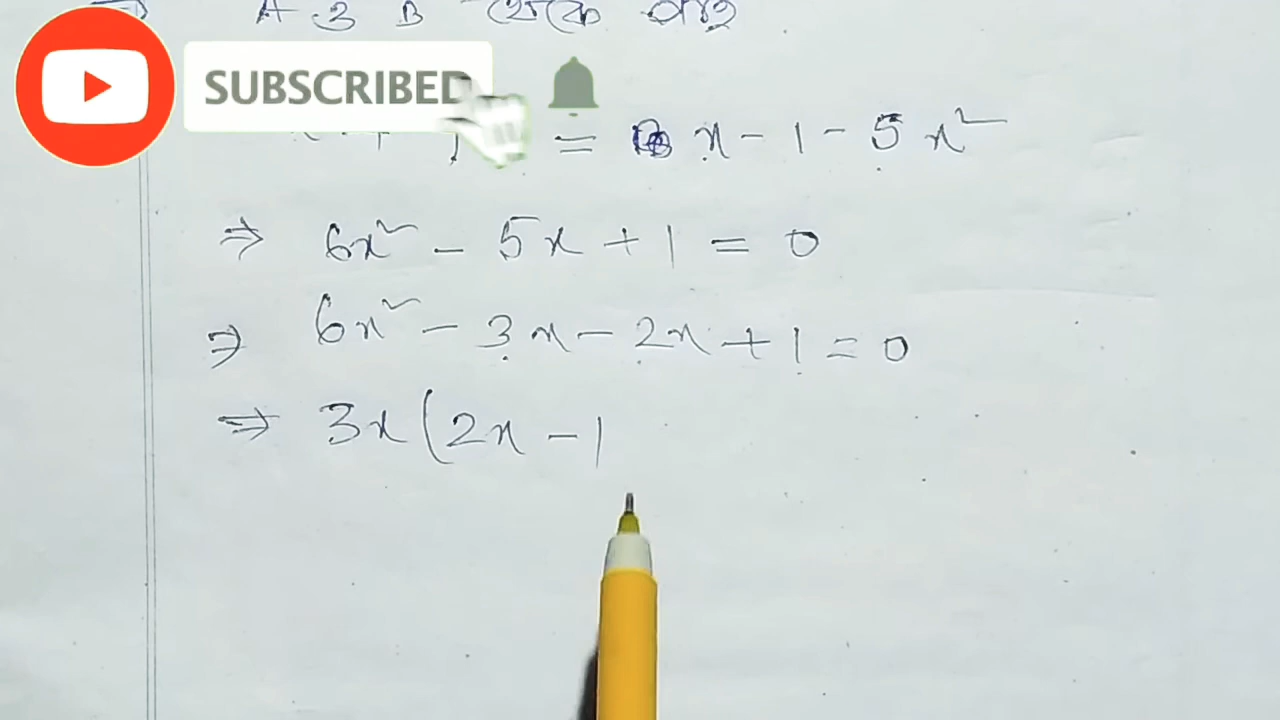 A ও B থেকে পাই
SUBSCRIBED
= x - 1 - 5x²
⇒ 6x² - 5x + 1 = 0
⇒ 6x² - 3x - 2x + 1 = 0
⇒ 3x(2x - 1